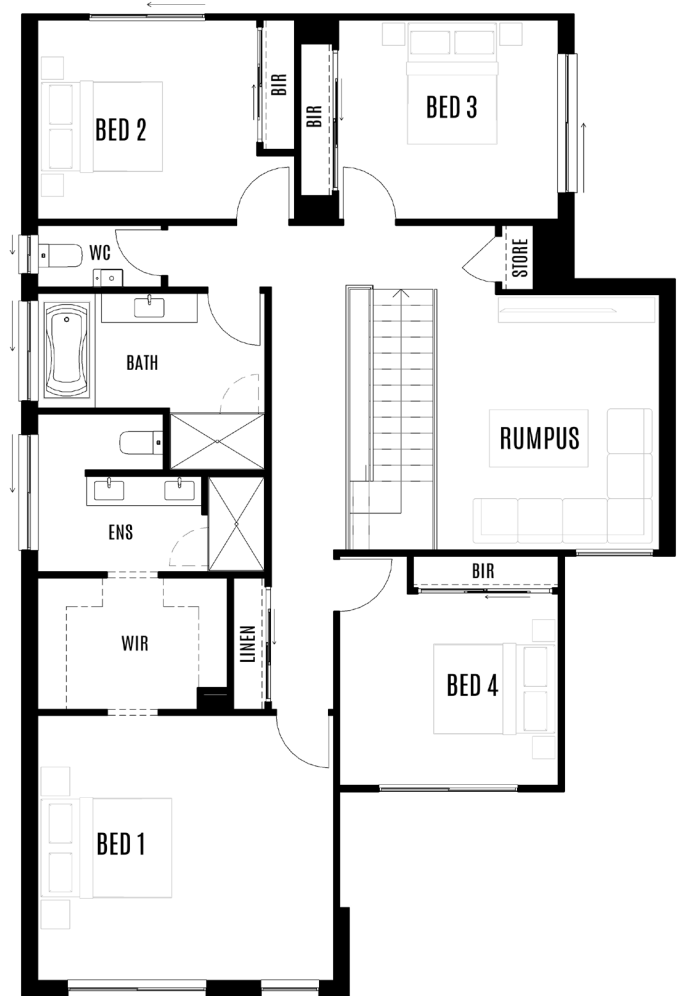 BIR
BED 2
BIR
BED 3
WC
STORE
BATH
RUMPUS
ENS
BIR
WIR
LINEN
BED 4
BED 1